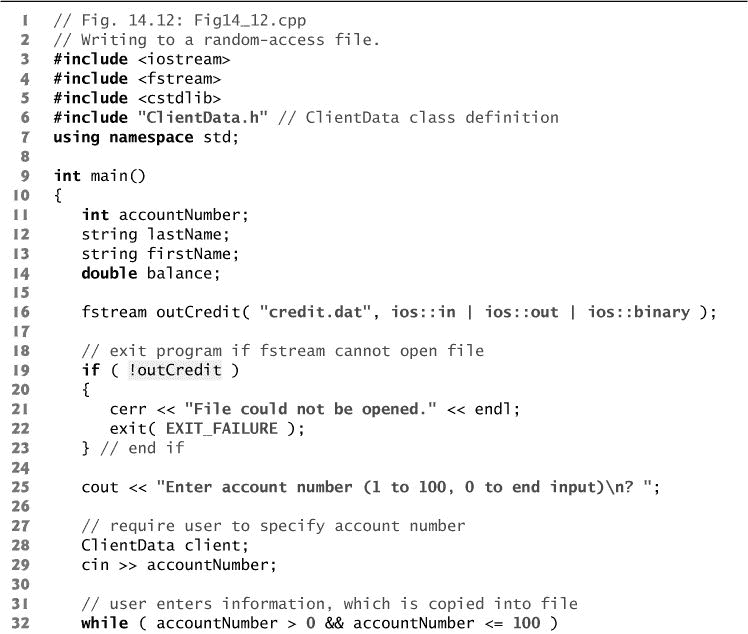 1 // Fig. 14.12: Fig14_12.cpp
2 // Writing to a random-access file.
3 #include <iostream>
4 #include <fstream>
5 #include <cstdlib>
6 #include "ClientData.h" // ClientData class definition
7 using namespace std;
8
9 int main()
10 {
11    int accountNumber;
12    string lastName;
13    string firstName;
14    double balance;
15
16    fstream outCredit( "credit.dat", ios::in | ios::out | ios::binary );
17
18    // exit program if fstream cannot open file
19    if ( !outCredit )
20    {
21       cerr << "File could not be opened." << endl;
22       exit( EXIT_FAILURE );
23    } // end if
24
25    cout << "Enter account number (1 to 100, 0 to end input)\n? ";
26
27    // require user to specify account number
28    ClientData client;
29    cin >> accountNumber;
30
31    // user enters information, which is copied into file
32    while ( accountNumber > 0 && accountNumber <= 100 )